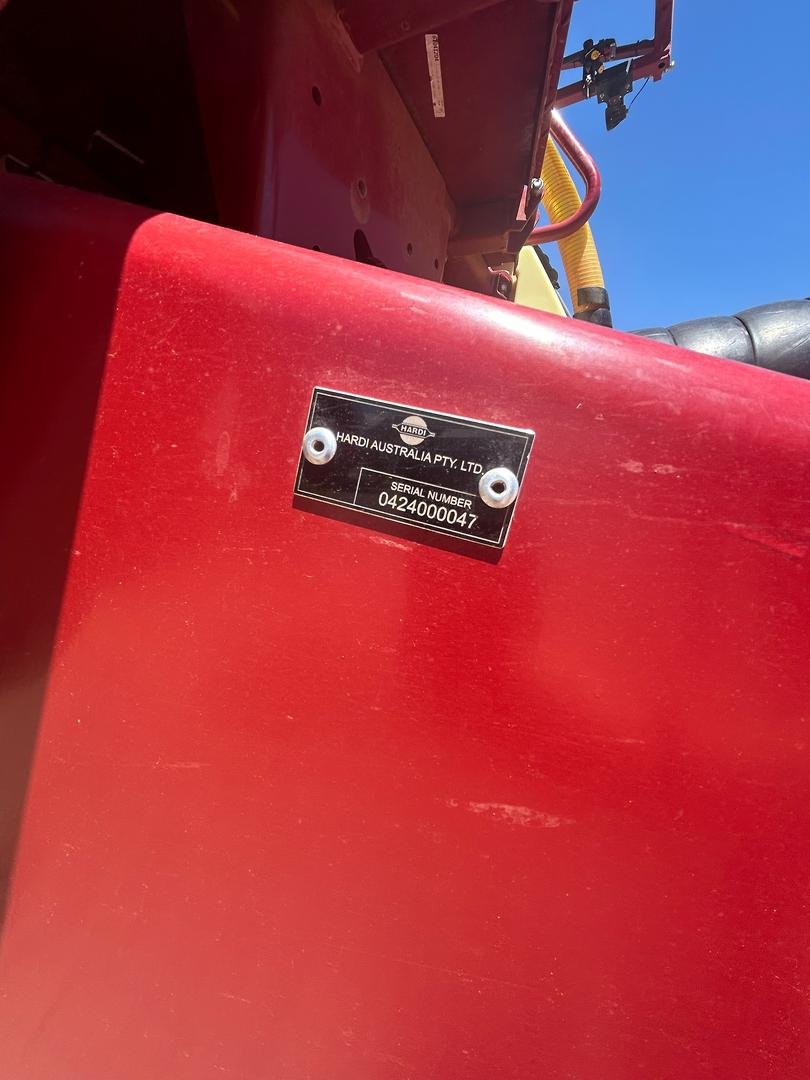 HARDI
HARDI AUSTRALIA PTY. LTD.
SERIAL NUMBER
0424000047